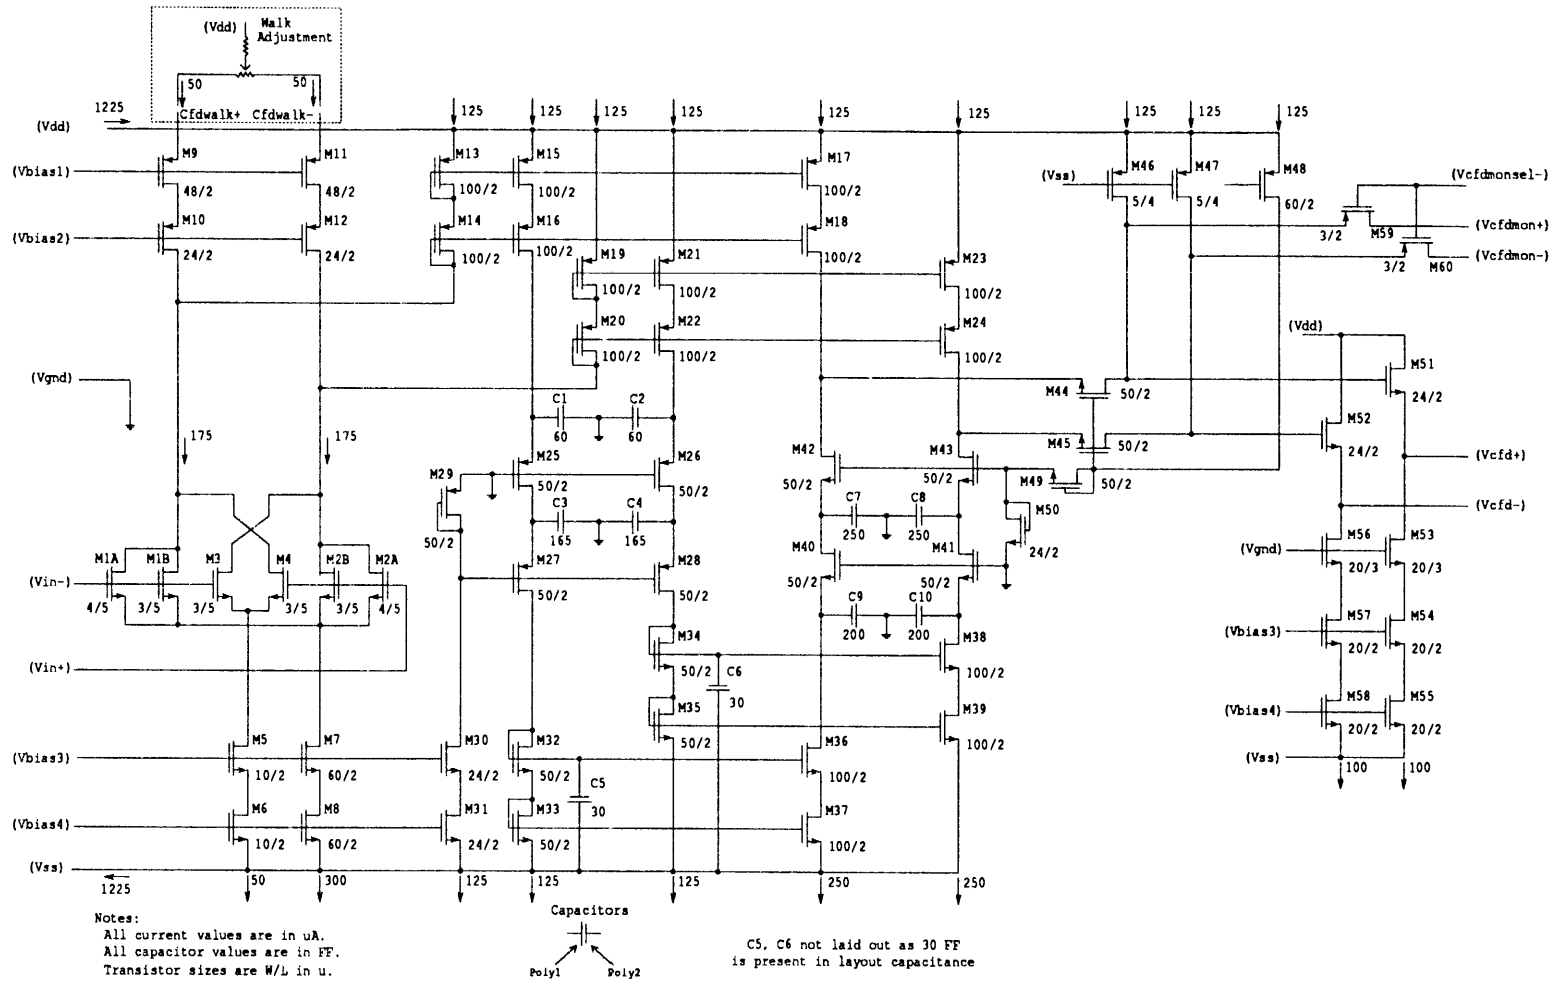 (Vdd)
Walk
Adjustment
50
50
1225
Cfdwalk+ Cfdwalk-
125
125
125
125
125
125
125
125
125
(Vdd)
M9
M11
M13
M15
M17
M46
M47
M48
(Vbias1)
(Vss)
(Vcfdmonsel-)
48/2
48/2
100/2
100/2
100/2
5/4
5/4
60/2
M10
M12
M14
M16
M18
M59
(Vcfdmon+)
3/2
(Vbias2)
24/2
24/2
100/2
100/2
100/2
M19
M21
M23
3/2
M60
(Vcfdmon-)
100/2
100/2
100/2
M20
M22
M24
(Vdd)
100/2
100/2
100/2
(Vgnd)
M51
M44
50/2
24/2
C1
C2
60
60
M52
175
175
M45
50/2
24/2
M29
M25
M26
M42
M43
(Vcfd+)
50/2
50/2
50/2
50/2
M49
50/2
C3
C4
C7
C8
M50
(Vcfd-)
165
165
250
250
50/2
24/2
M1A
M1B
M3
M4
M2B
M2A
M27
M28
M40
M41
(Vgnd)
M56
M53
20/3
20/3
(Vin-)
4/5
3/5
3/5
3/5
3/5
4/5
50/2
50/2
50/2
50/2
C9
C10
200
200
M57
M54
(Vbias3)
20/2
20/2
M34
M38
(Vin+)
50/2
C6
30
100/2
M35
M39
M58
M55
(Vbias4)
20/2
20/2
50/2
100/2
M5
M7
M30
M32
M36
(Vbias3)
10/2
60/2
24/2
50/2
100/2
(Vss)
100
100
C5
30
M6
M8
M31
M33
M37
(Vbias4)
10/2
60/2
24/2
50/2
100/2
(Vss)
1225
50
300
125
125
125
250
250
Notes:
All current values are in uA.
All capacitor values are in FF.
Transistor sizes are W/L in u.
Capacitors
Poly1
Poly2
C5, C6 not laid out as 30 FF
is present in layout capacitance